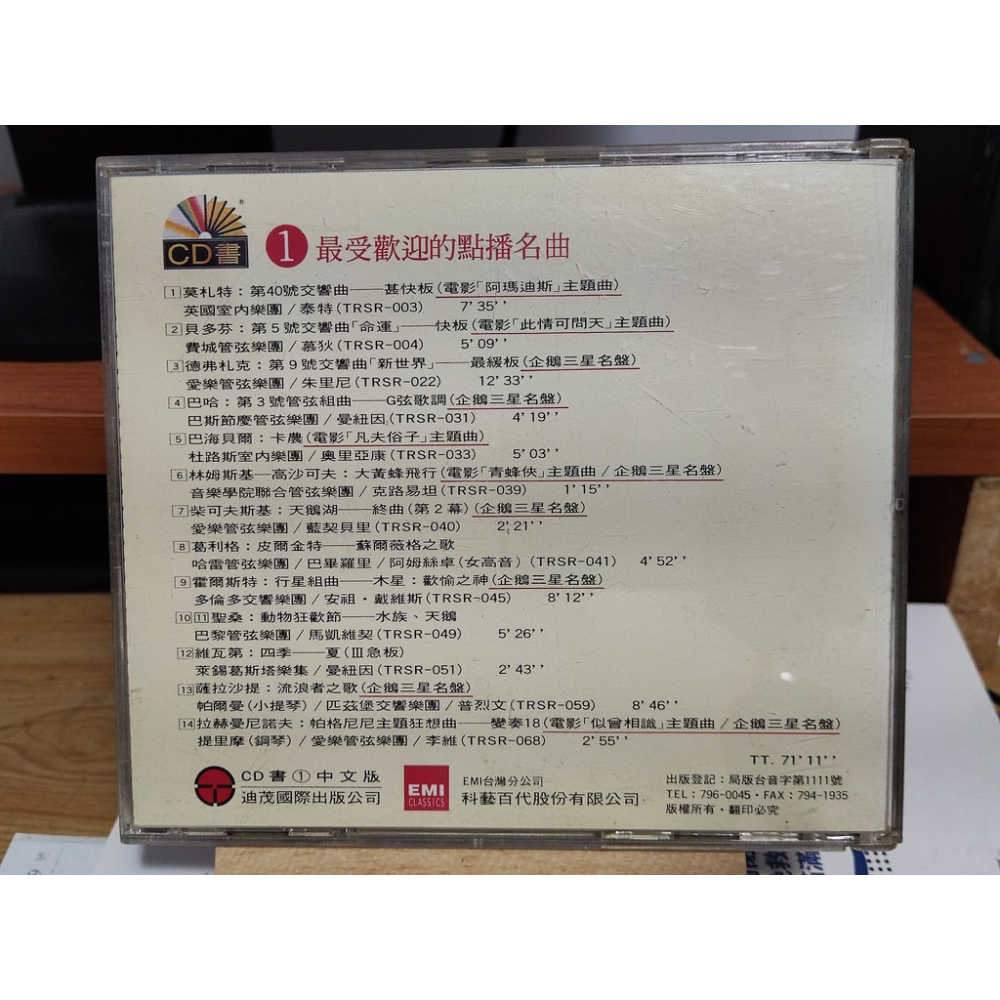 CD書
1 最受歡迎的點播名曲
1 莫札特：第40號交響曲——甚快板(電影「阿瑪迪斯」主題曲)
英國室內樂團/泰特(TRSR-003) 7'35''
2 貝多芬：第5號交響曲「命運」——快板(電影「此情可問天」主題曲)
費城管弦樂團/慕狄(TRSR-004) 5'09''
3 德弗札克：第9號交響曲「新世界」——最緩板(企鵝三星名盤)
愛樂管弦樂團/朱里尼(TRSR-022) 12'33''
4 巴哈：第3號管弦組曲——G弦歌調(企鵝三星名盤)
巴斯節慶管弦樂團/曼紐因(TRSR-031) 4'19''
5 巴海貝爾：卡農(電影「凡夫俗子」主題曲)
杜路斯室內樂團/奧里亞康(TRSR-033) 5'03''
6 林姆斯基—高沙可夫：大黃蜂飛行(電影「青蜂俠」主題曲/企鵝三星名盤)
音樂學院聯合管弦樂團/克路易坦(TRSR-039) 1'15''
7 柴可夫斯基：天鵝湖——終曲(第2幕)(企鵝三星名盤)
愛樂管弦樂團/藍契貝里(TRSR-040) 2'21''
8 葛利格：皮爾金特——蘇爾薇格之歌
哈雷管弦樂團/巴畢羅里/阿姆絲卓(女高音)(TRSR-041) 4'52''
9 霍爾斯特：行星組曲——木星：歡愉之神(企鵝三星名盤)
多倫多交響樂團/安祖·戴維斯(TRSR-045) 8'12''
10 11 聖桑：動物狂歡節——水族、天鵝
巴黎管弦樂團/馬凱維契(TRSR-049) 5'26''
12 維瓦第：四季——夏(III急板)
萊錫葛斯塔樂集/曼紐因(TRSR-051) 2'43''
13 薩拉沙提：流浪者之歌(企鵝三星名盤)
帕爾曼(小提琴)/匹茲堡交響樂團/普烈文(TRSR-059) 8'46''
14 拉赫曼尼諾夫：帕格尼尼主題狂想曲——變奏18(電影「似曾相識」主題曲/企鵝三星名盤)
提里摩(鋼琴)/愛樂管弦樂團/李維(TRSR-068) 2'55''
TT. 71'11''
CD書①中文版
迪茂國際出版公司
EMI CLASSICS
EMI台灣分公司
科藝百代股份有限公司
出版登記：局版台音字第1111號
TEL：796-0045·FAX：794-1935
版權所有·翻印必究